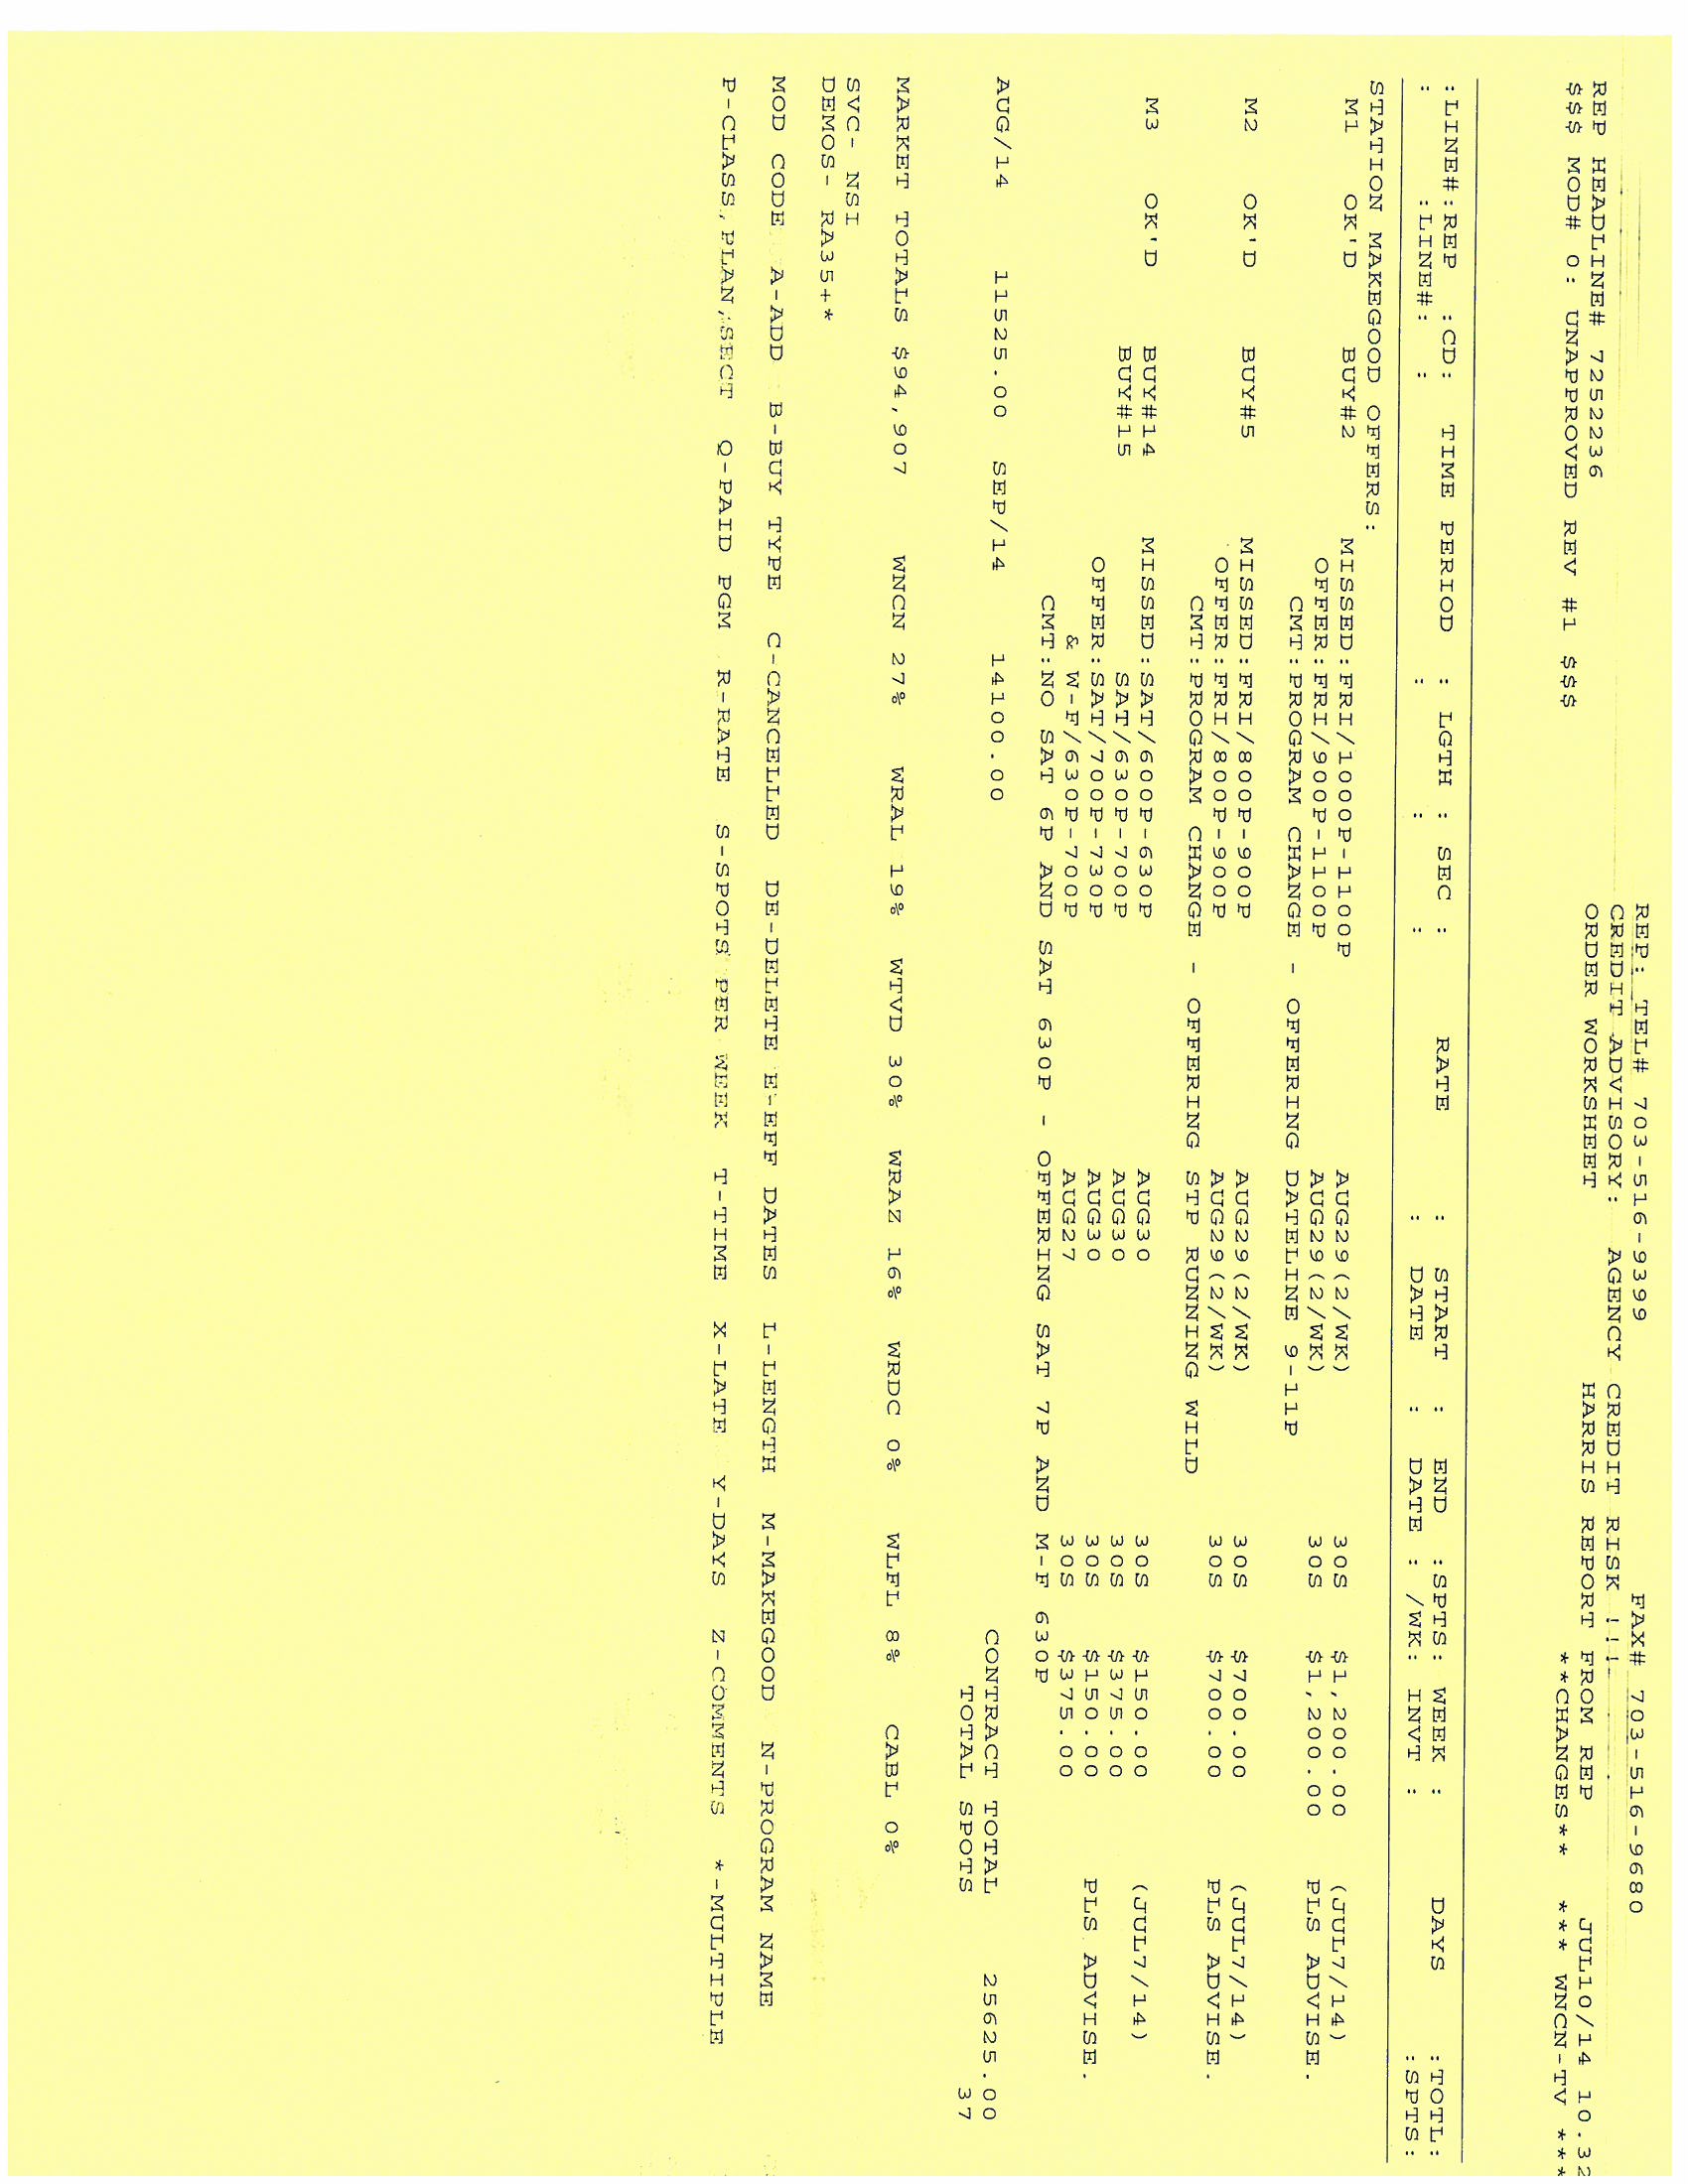 REP: TEL# 703-516-9399 FAX# 703-516-9680
CREDIT ADVISORY: AGENCY CREDIT RISK !!!
REP HEADLINE# 7252236 ORDER WORKSHEET HARRIS REPORT FROM REP JUL10/14 10.32
$$$ MOD# 0: UNAPPROVED REV #1 $$$ **CHANGES** *** WNCN-TV ***
:LINE#:REP :CD: TIME PERIOD : LGTH : SEC : RATE : START : END :SPTS: WEEK : DAYS :TOTL:
: :LINE#: : : : : : DATE : DATE : /WK: INVT : :SPTS:
STATION MAKEGOOD OFFERS:
M1 OK'D BUY#2 MISSED:FRI/1000P-1100P AUG29(2/WK) 30S $1,200.00 (JUL7/14)
OFFER:FRI/900P-1100P AUG29(2/WK) 30S $1,200.00 PLS ADVISE.
CMT:PROGRAM CHANGE - OFFERING DATELINE 9-11P
M2 OK'D BUY#5 MISSED:FRI/800P-900P AUG29(2/WK) 30S $700.00 (JUL7/14)
OFFER:FRI/800P-900P AUG29(2/WK) 30S $700.00 PLS ADVISE.
CMT:PROGRAM CHANGE - OFFERING STP RUNNING WILD
M3 OK'D BUY#14 MISSED:SAT/600P-630P AUG30 30S $150.00 (JUL7/14)
BUY#15 SAT/630P-700P AUG30 30S $375.00
OFFER:SAT/700P-730P AUG30 30S $150.00 PLS ADVISE.
& W-F/630P-700P AUG27 30S $375.00
CMT:NO SAT 6P AND SAT 630P - OFFERING SAT 7P AND M-F 630P
AUG/14 11525.00 SEP/14 14100.00 CONTRACT TOTAL 25625.00
TOTAL SPOTS 37
MARKET TOTALS $94,907 WNCN 27% WRAL 19% WTVD 30% WRAZ 16% WRDC 0% WLFL 8% CABL 0%
SVC- NSI
DEMOS- RA35+*
MOD CODE A-ADD B-BUY TYPE C-CANCELLED DE-DELETE E-EFF DATES L-LENGTH M-MAKEGOOD N-PROGRAM NAME
P-CLASS,PLAN,SECT Q-PAID PGM R-RATE S-SPOTS PER WEEK T-TIME X-LATE Y-DAYS Z-COMMENTS *-MULTIPLE